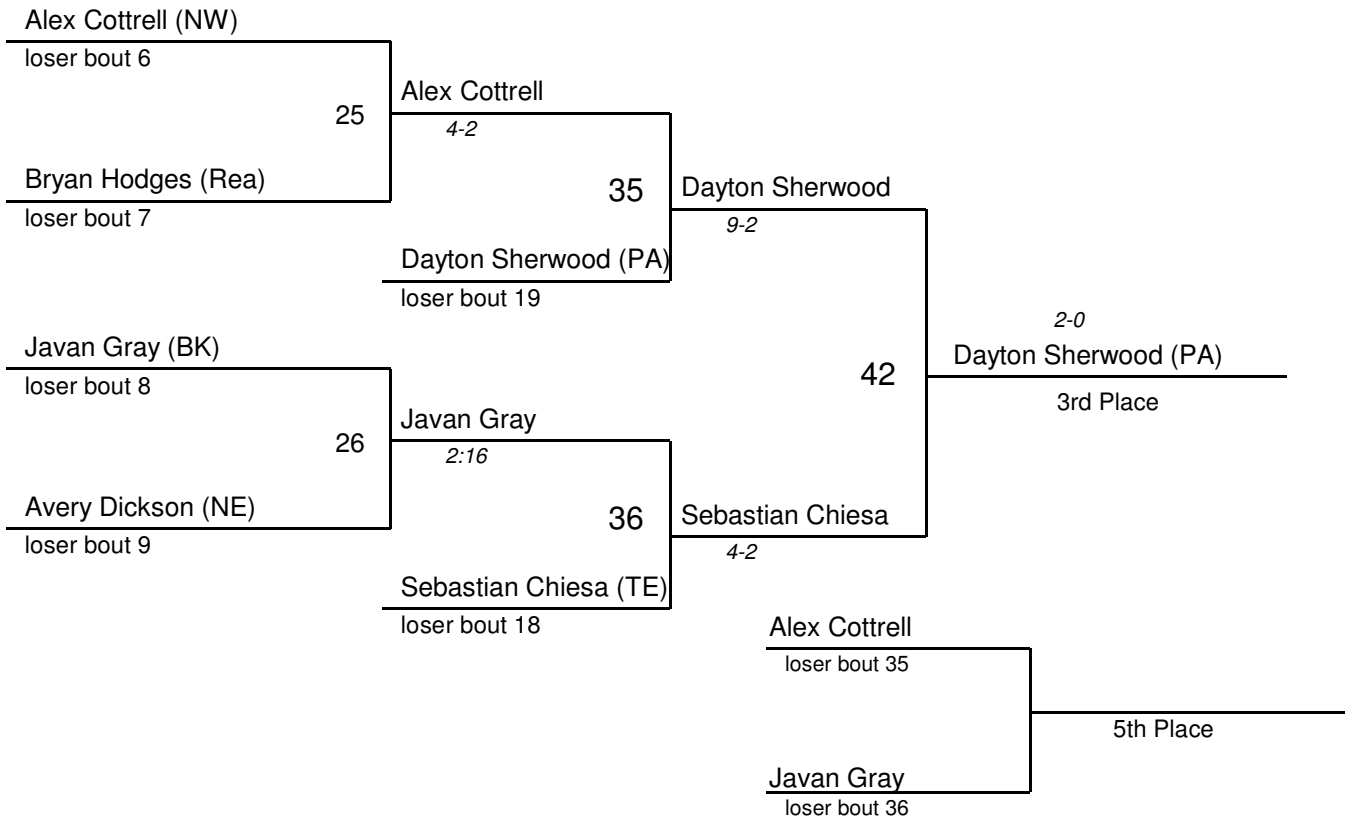 Alex Cottrell (NW)
loser bout 6
25
Alex Cottrell
4-2
Bryan Hodges (Rea)
loser bout 7
35
Dayton Sherwood
9-2
Dayton Sherwood (PA)
loser bout 19
2-0
Javan Gray (BK)
loser bout 8
42
Dayton Sherwood (PA)
3rd Place
26
Javan Gray
2:16
Avery Dickson (NE)
loser bout 9
36
Sebastian Chiesa
4-2
Sebastian Chiesa (TE)
loser bout 18
Alex Cottrell
loser bout 35
5th Place
Javan Gray
loser bout 36